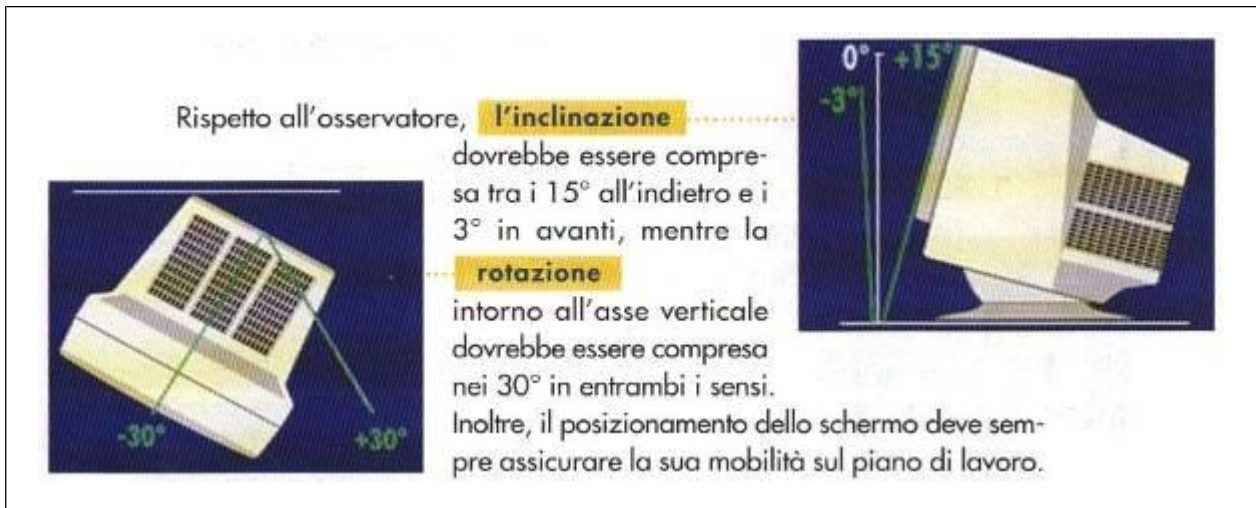 Rispetto all'osservatore, l'inclinazione
dovrebbe essere compre-
sa tra i 15° all'indietro e i
3° in avanti, mentre la
rotazione
intorno all'asse verticale
dovrebbe essere compresa
nei 30° in entrambi i sensi.
Inoltre, il posizionamento dello schermo deve sem-
pre assicurare la sua mobilità sul piano di lavoro.
0° +15°
-3°
-30° +30°